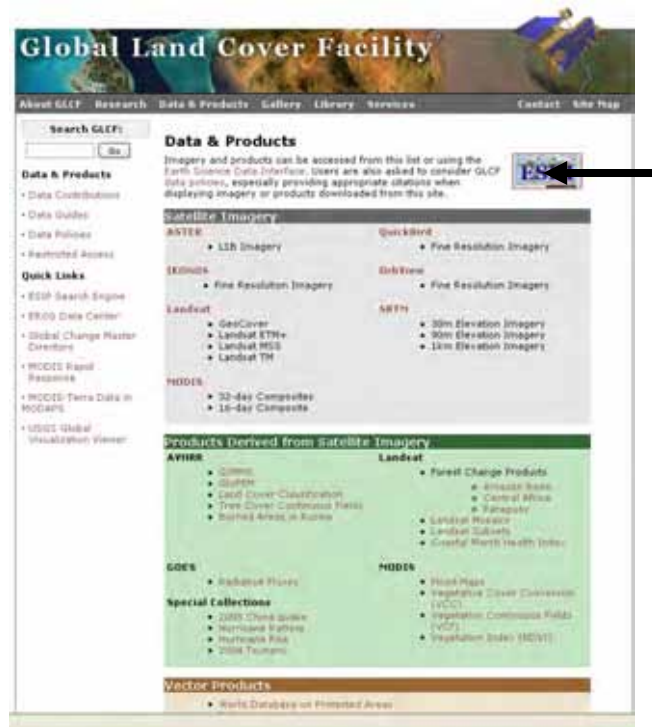 Global Land Cover Facility
About GLCF Research Data & Products Gallery Library Services Contact Site Map
Search GLCF:
Go
Data & Products
• Data Contributions
• Data Guides
• Data Policies
• Restricted Access
Quick Links
• ESIP Search Engine
• EROS Data Center
• Global Change Master
Directory
• MODIS Rapid
Response
• MODIS Terra Data in
MODAPS
• USGS Global
Visualization Viewer
Data & Products
Imagery and products can be accessed from this list or using the
Earth Science Data Interface. Users are also asked to consider GLCF
data policies, especially providing appropriate citations when
displaying imagery or products downloaded from this site.
Satellite Imagery
ASTER
• L1B Imagery
IKONOS
• Fine Resolution Imagery
Landsat
• GeoCover
• Landsat ETM+
• Landsat MSS
• Landsat TM
MODIS
• 32-day Composites
• 16-day Composite
QuickBird
• Fine Resolution Imagery
OrbView
• Fine Resolution Imagery
SRTM
• 30m Elevation Imagery
• 90m Elevation Imagery
• 1km Elevation Imagery
Products Derived from Satellite Imagery
AVHRR
• GIMMS
• GloPEM
• Land Cover Classification
• Tree Cover Continuous Fields
• Burned Areas in Russia
GOES
• Radiative Fluxes
Special Collections
• 2005 China quake
• Hurricane Katrina
• Hurricane Rita
• 2004 Tsunami
Landsat
• Forest Change Products
• Amazon Basin
• Central Africa
• Paraguay
• Landsat Mosaics
• Landsat Subsets
• Coastal Marsh Health Index
MODIS
• Flood Maps
• Vegetative Cover Conversion
(VCC)
• Vegetation Continuous Fields
(VCF)
• Vegetation Index (NDVI)
Vector Products
• World Database on Protected Areas